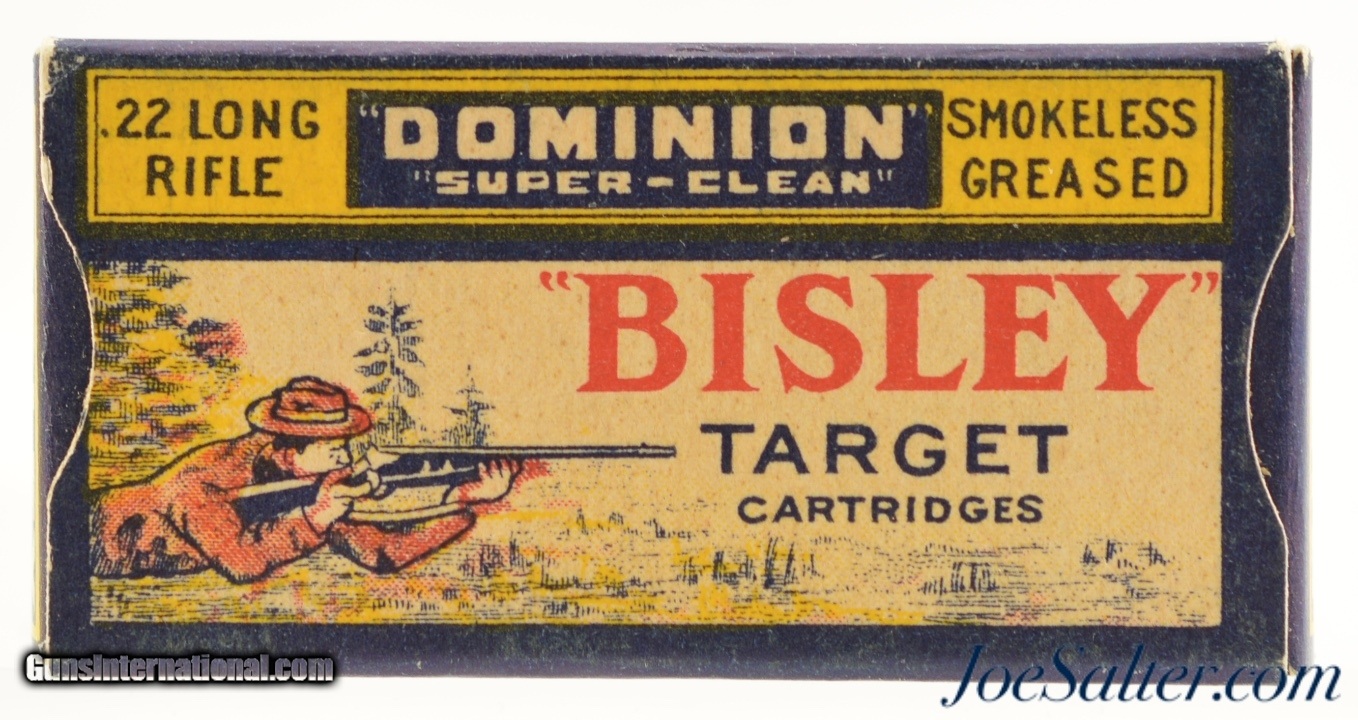 .22 LONG
RIFLE
"DOMINION"
"SUPER-CLEAN"
SMOKELESS
GREASED
"BISLEY"
TARGET
CARTRIDGES
GunsInternational.com
JoeSalter.com